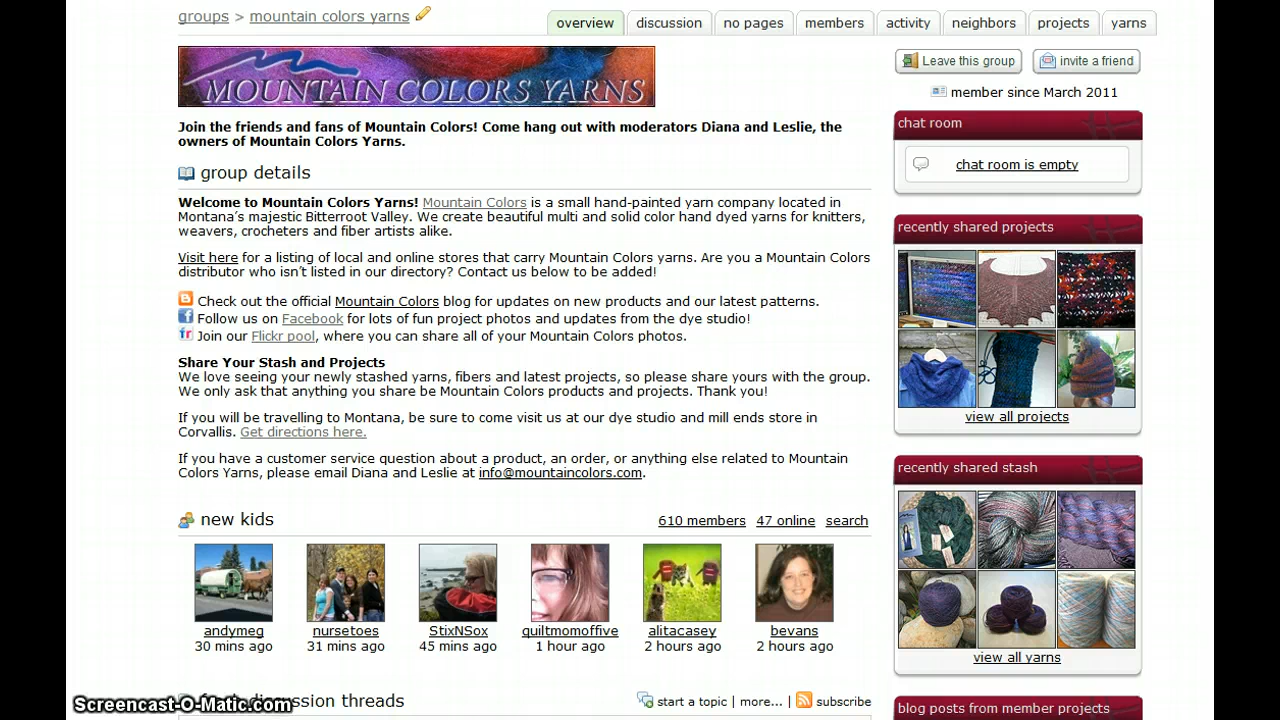 groups > mountain colors yarns
overview
discussion
no pages
members
activity
neighbors
projects
yarns
MOUNTAIN COLORS YARNS
Leave this group
invite a friend
member since March 2011
Join the friends and fans of Mountain Colors! Come hang out with moderators Diana and Leslie, the
owners of Mountain Colors Yarns.
group details
Welcome to Mountain Colors Yarns! Mountain Colors is a small hand-painted yarn company located in
Montana's majestic Bitterroot Valley. We create beautiful multi and solid color hand dyed yarns for knitters,
weavers, crocheters and fiber artists alike.
Visit here for a listing of local and online stores that carry Mountain Colors yarns. Are you a Mountain Colors
distributor who isn't listed in our directory? Contact us below to be added!
Check out the official Mountain Colors blog for updates on new products and our latest patterns.
Follow us on Facebook for lots of fun project photos and updates from the dye studio!
Join our Flickr pool, where you can share all of your Mountain Colors photos.
Share Your Stash and Projects
We love seeing your newly stashed yarns, fibers and latest projects, so please share yours with the group.
We only ask that anything you share be Mountain Colors products and projects. Thank you!
If you will be travelling to Montana, be sure to come visit us at our dye studio and mill ends store in
Corvallis. Get directions here.
If you have a customer service question about a product, an order, or anything else related to Mountain
Colors Yarns, please email Diana and Leslie at info@mountaincolors.com.
new kids
610 members
47 online
search
andymeg
nursetoes
StixNSox
quiltmomoffive
alitacasey
bevans
30 mins ago
31 mins ago
45 mins ago
1 hour ago
2 hours ago
2 hours ago
discussion threads
start a topic | more... | subscribe
chat room
chat room is empty
recently shared projects
view all projects
recently shared stash
view all yarns
blog posts from member projects
Screencast-O-Matic.com